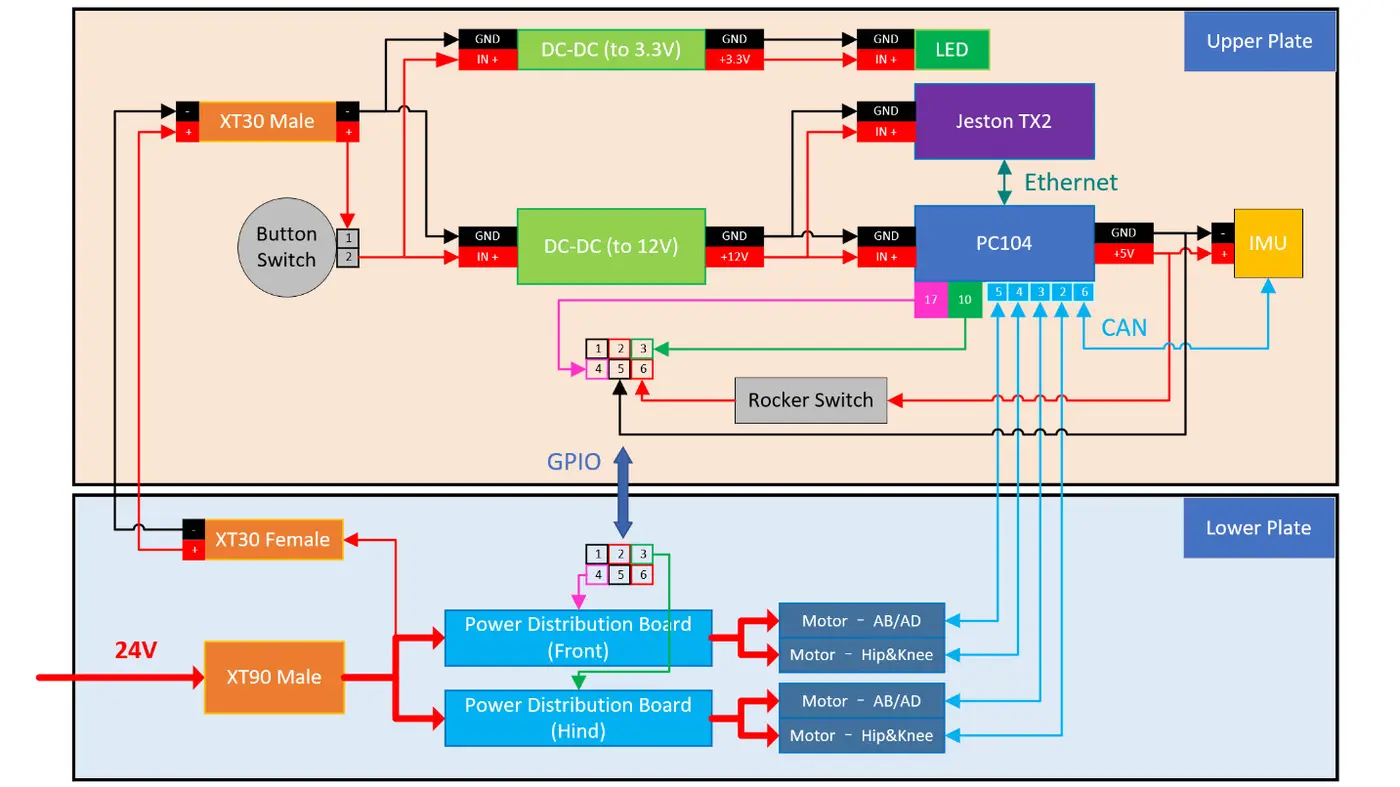 Upper Plate
GND
IN +
DC-DC (to 3.3V)
GND
+3.3V
GND
IN +
LED
-
+
XT30 Male
-
+
GND
IN +
Jeston TX2
Ethernet
Button
Switch
1
2
GND
IN +
DC-DC (to 12V)
GND
+12V
GND
IN +
PC104
GND
+5V
-
+
IMU
17
10
5
4
3
2
6
CAN
1 2 3
4 5 6
Rocker Switch
GPIO
Lower Plate
-
+
XT30 Female
1 2 3
4 5 6
24V
XT90 Male
Power Distribution Board
(Front)
Motor - AB/AD
Motor - Hip&Knee
Power Distribution Board
(Hind)
Motor - AB/AD
Motor - Hip&Knee